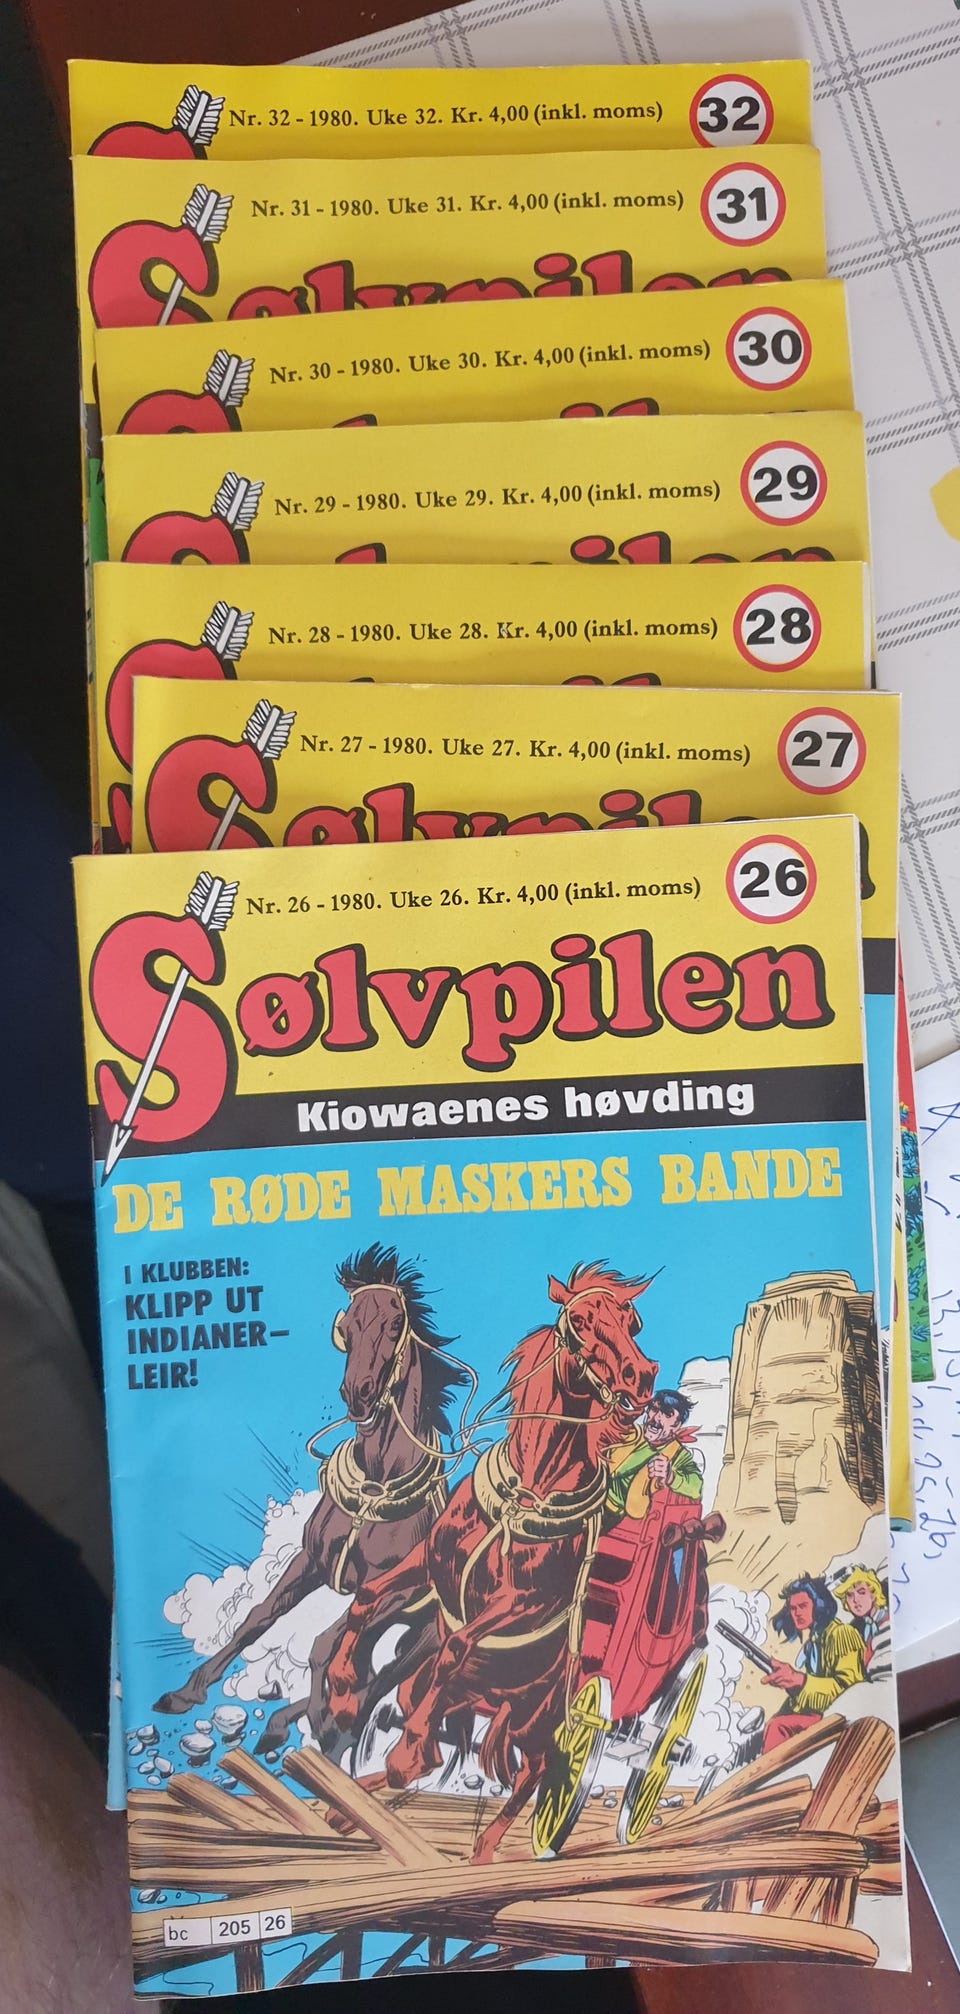 Nr. 32 - 1980. Uke 32. Kr. 4,00 (inkl. moms) 32
Nr. 31 - 1980. Uke 31. Kr. 4,00 (inkl. moms) 31
Sølvpilen
Nr. 30 - 1980. Uke 30. Kr. 4,00 (inkl. moms) 30
Nr. 29 - 1980. Uke 29. Kr. 4,00 (inkl. moms) 29
Sølvpilen
Nr. 28 - 1980. Uke 28. Kr. 4,00 (inkl. moms) 28
Nr. 27 - 1980. Uke 27. Kr. 4,00 (inkl. moms) 27
Sølvpilen
Nr. 26 - 1980. Uke 26. Kr. 4,00 (inkl. moms) 26
Sølvpilen
Kiowaenes høvding
DE RØDE MASKERS BANDE
I KLUBBEN:
KLIPP UT
INDIANER–
LEIR!
bc 205 26